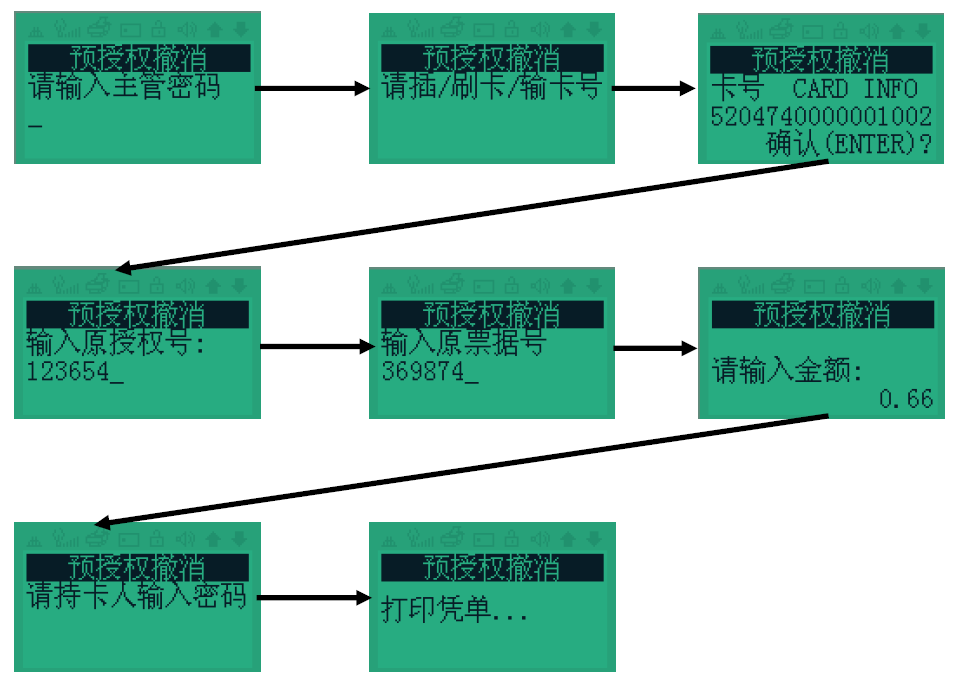 预授权撤消
请输入主管密码
_
预授权撤消
请插/刷卡/输卡号
预授权撤消
卡号 CARD INFO
5204740000001002
确认(ENTER)?
预授权撤消
输入原授权号:
123654_
预授权撤消
输入原票据号
369874_
预授权撤消
请输入金额:
0.66
预授权撤消
请持卡人输入密码
预授权撤消
打印凭单...